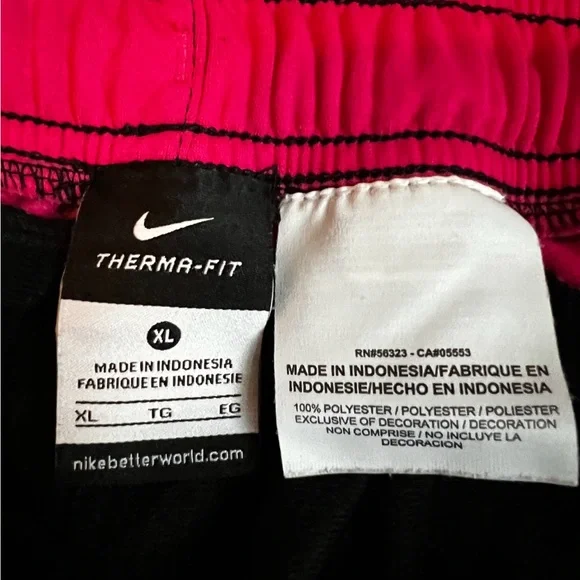 THERMA-FIT
XL
MADE IN INDONESIA
FABRIQUE EN INDONESIE
XL TG EG
nikebetterworld.com
RN#56323 - CA#05553
MADE IN INDONESIA/FABRIQUE EN
INDONESIE/HECHO EN INDONESIA
100% POLYESTER / POLYESTER / POLIESTER
EXCLUSIVE OF DECORATION / DECORATION
NON COMPRISE / NO INCLUYE LA
DECORACION